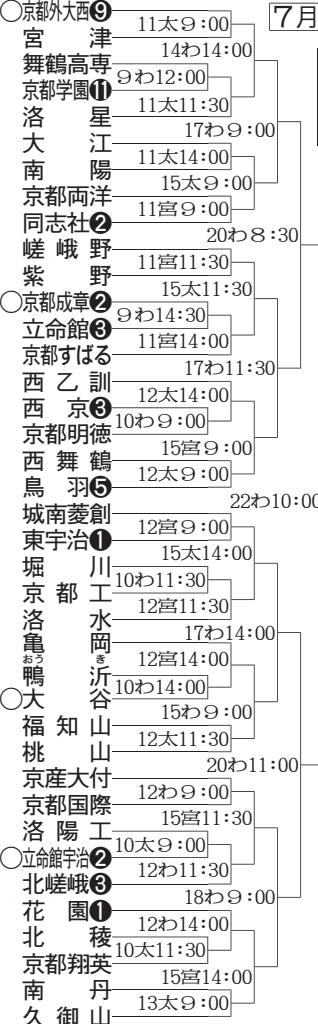 7月
○京都外大西❾
11太9：00
宮津
14わ14：00
舞鶴高専
9わ12：00
京都学園⓫
11太11：30
洛星
17わ9：00
大江
11太14：00
南陽
15太9：00
京都両洋
11宮9：00
同志社❷
20わ8：30
嵯峨野
11宮11：30
紫野
15太11：30
○京都成章❷
9わ14：30
立命館❸
11宮14：00
京都すばる
17わ11：30
西乙訓
12太14：00
西京❸
10わ9：00
京都明徳
15宮9：00
西舞鶴
12太9：00
鳥羽❺
22わ10：00
城南菱創
12宮9：00
東宇治❶
15太14：00
堀川
10わ11：30
京都工
12宮11：30
洛水
17わ14：00
亀岡
12宮14：00
おうき
鴨沂
10わ14：00
○大谷
15わ9：00
福知山
12太11：30
桃山
20わ11：00
京産大付
12わ9：00
京都国際
15宮11：30
洛陽工
10太9：00
○立命館宇治❷
12わ11：30
北嵯峨❸
18わ9：00
花園❶
12わ14：00
北稜
10太11：30
京都翔英
15宮14：00
南丹
13太9：00
久御山